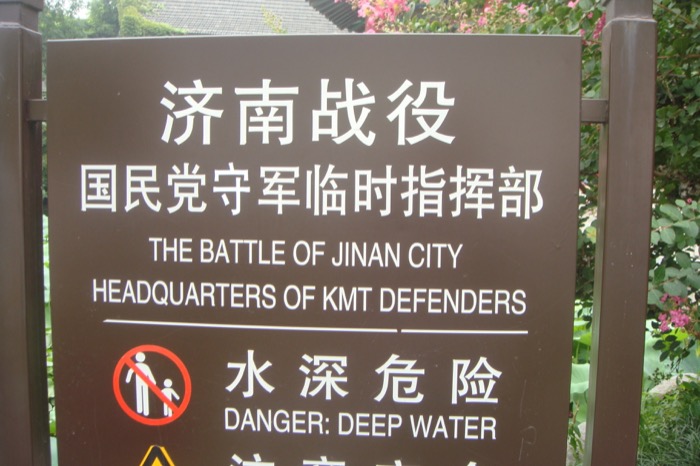 济南战役
国民党守军临时指挥部
THE BATTLE OF JINAN CITY
HEADQUARTERS OF KMT DEFENDERS
水深危险
DANGER: DEEP WATER